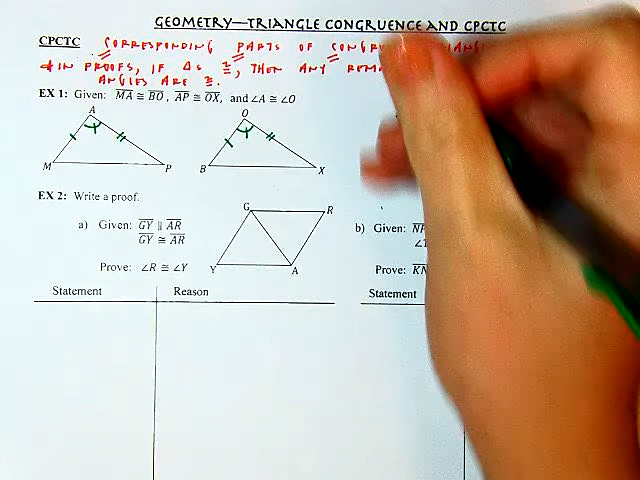 GEOMETRY—TRIANGLE CONGRUENCE AND CPCTC
CPCTC CORRESPONDING PARTS OF
*IN PROOFS, IF Δs ≅, THEN ANY
ANGLES ARE ≅.
EX 1: Given: MA ≅ BO, AP ≅ OX, and ∠A ≅ ∠O
A
O
M
P
B
X
EX 2: Write a proof.
G
R
a) Given: GY ∥ AR
GY ≅ AR
b) Given:
Prove: ∠R ≅ ∠Y
Y
A
Prove: KN
Statement Reason
Statement